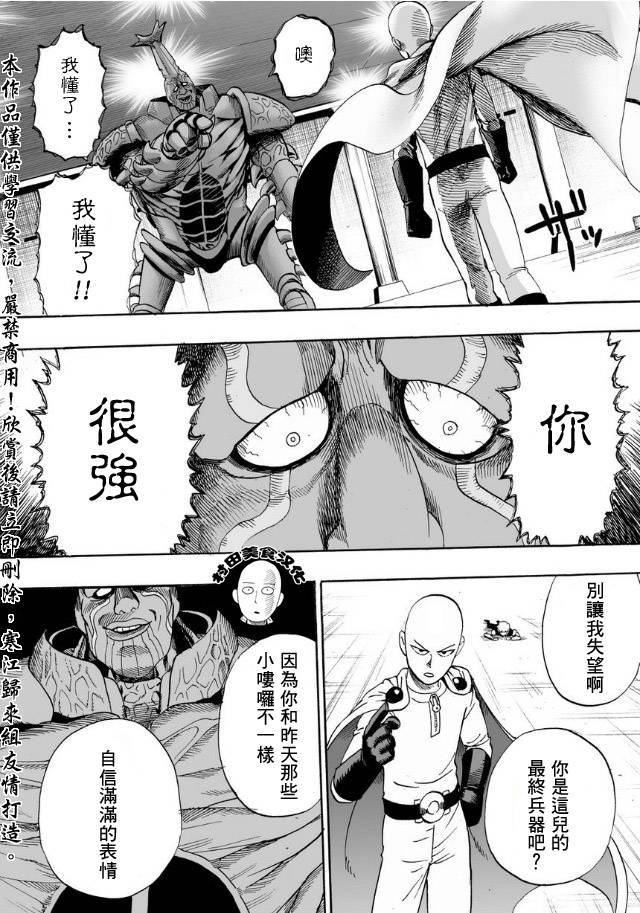 噢
我懂了…
我懂了!!
ザッ
你
很強
別讓我失望啊
你是這兒的
最終兵器吧?
因為你和昨天那些
小嘍囉不一樣
自信滿滿的表情
村田美食汉化
本作品僅供學習交流，嚴禁商用！欣賞後請立即刪除，寒江歸來組友情打造。